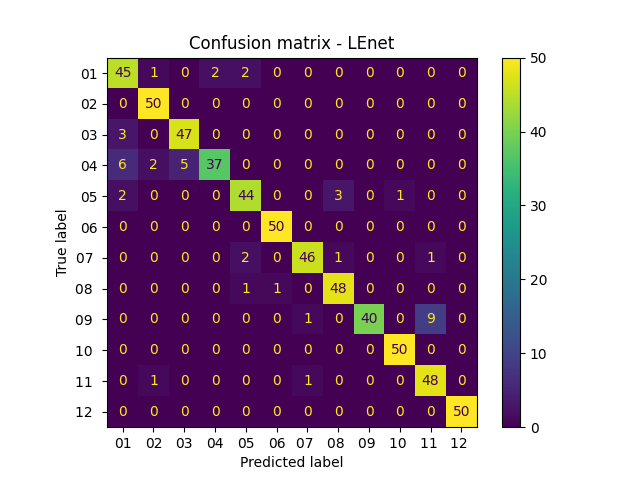 Confusion matrix - LEnet
True label
01 45 1 0 2 2 0 0 0 0 0 0 0
02 0 50 0 0 0 0 0 0 0 0 0 0
03 3 0 47 0 0 0 0 0 0 0 0 0
04 6 2 5 37 0 0 0 0 0 0 0 0
05 2 0 0 0 44 0 0 3 0 1 0 0
06 0 0 0 0 0 50 0 0 0 0 0 0
07 0 0 0 0 2 0 46 1 0 0 1 0
08 0 0 0 0 1 1 0 48 0 0 0 0
09 0 0 0 0 0 0 1 0 40 0 9 0
10 0 0 0 0 0 0 0 0 0 50 0 0
11 0 1 0 0 0 0 1 0 0 0 48 0
12 0 0 0 0 0 0 0 0 0 0 0 50
01 02 03 04 05 06 07 08 09 10 11 12
Predicted label
50
40
30
20
10
0